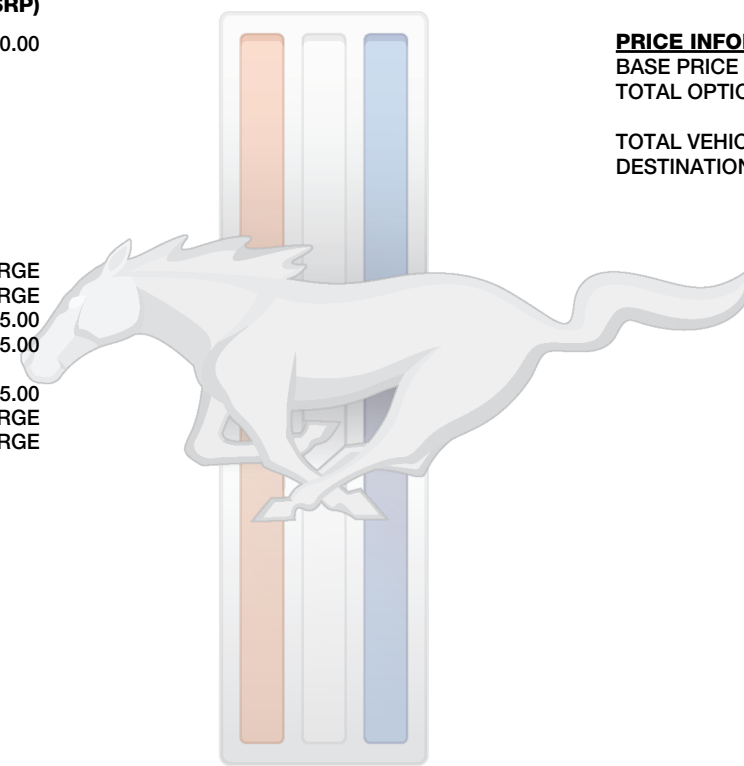 SRP)
0.00
RGE
RGE
5.00
5.00
5.00
RGE
RGE
PRICE INFO
BASE PRICE
TOTAL OPTIO
TOTAL VEHIC
DESTINATION